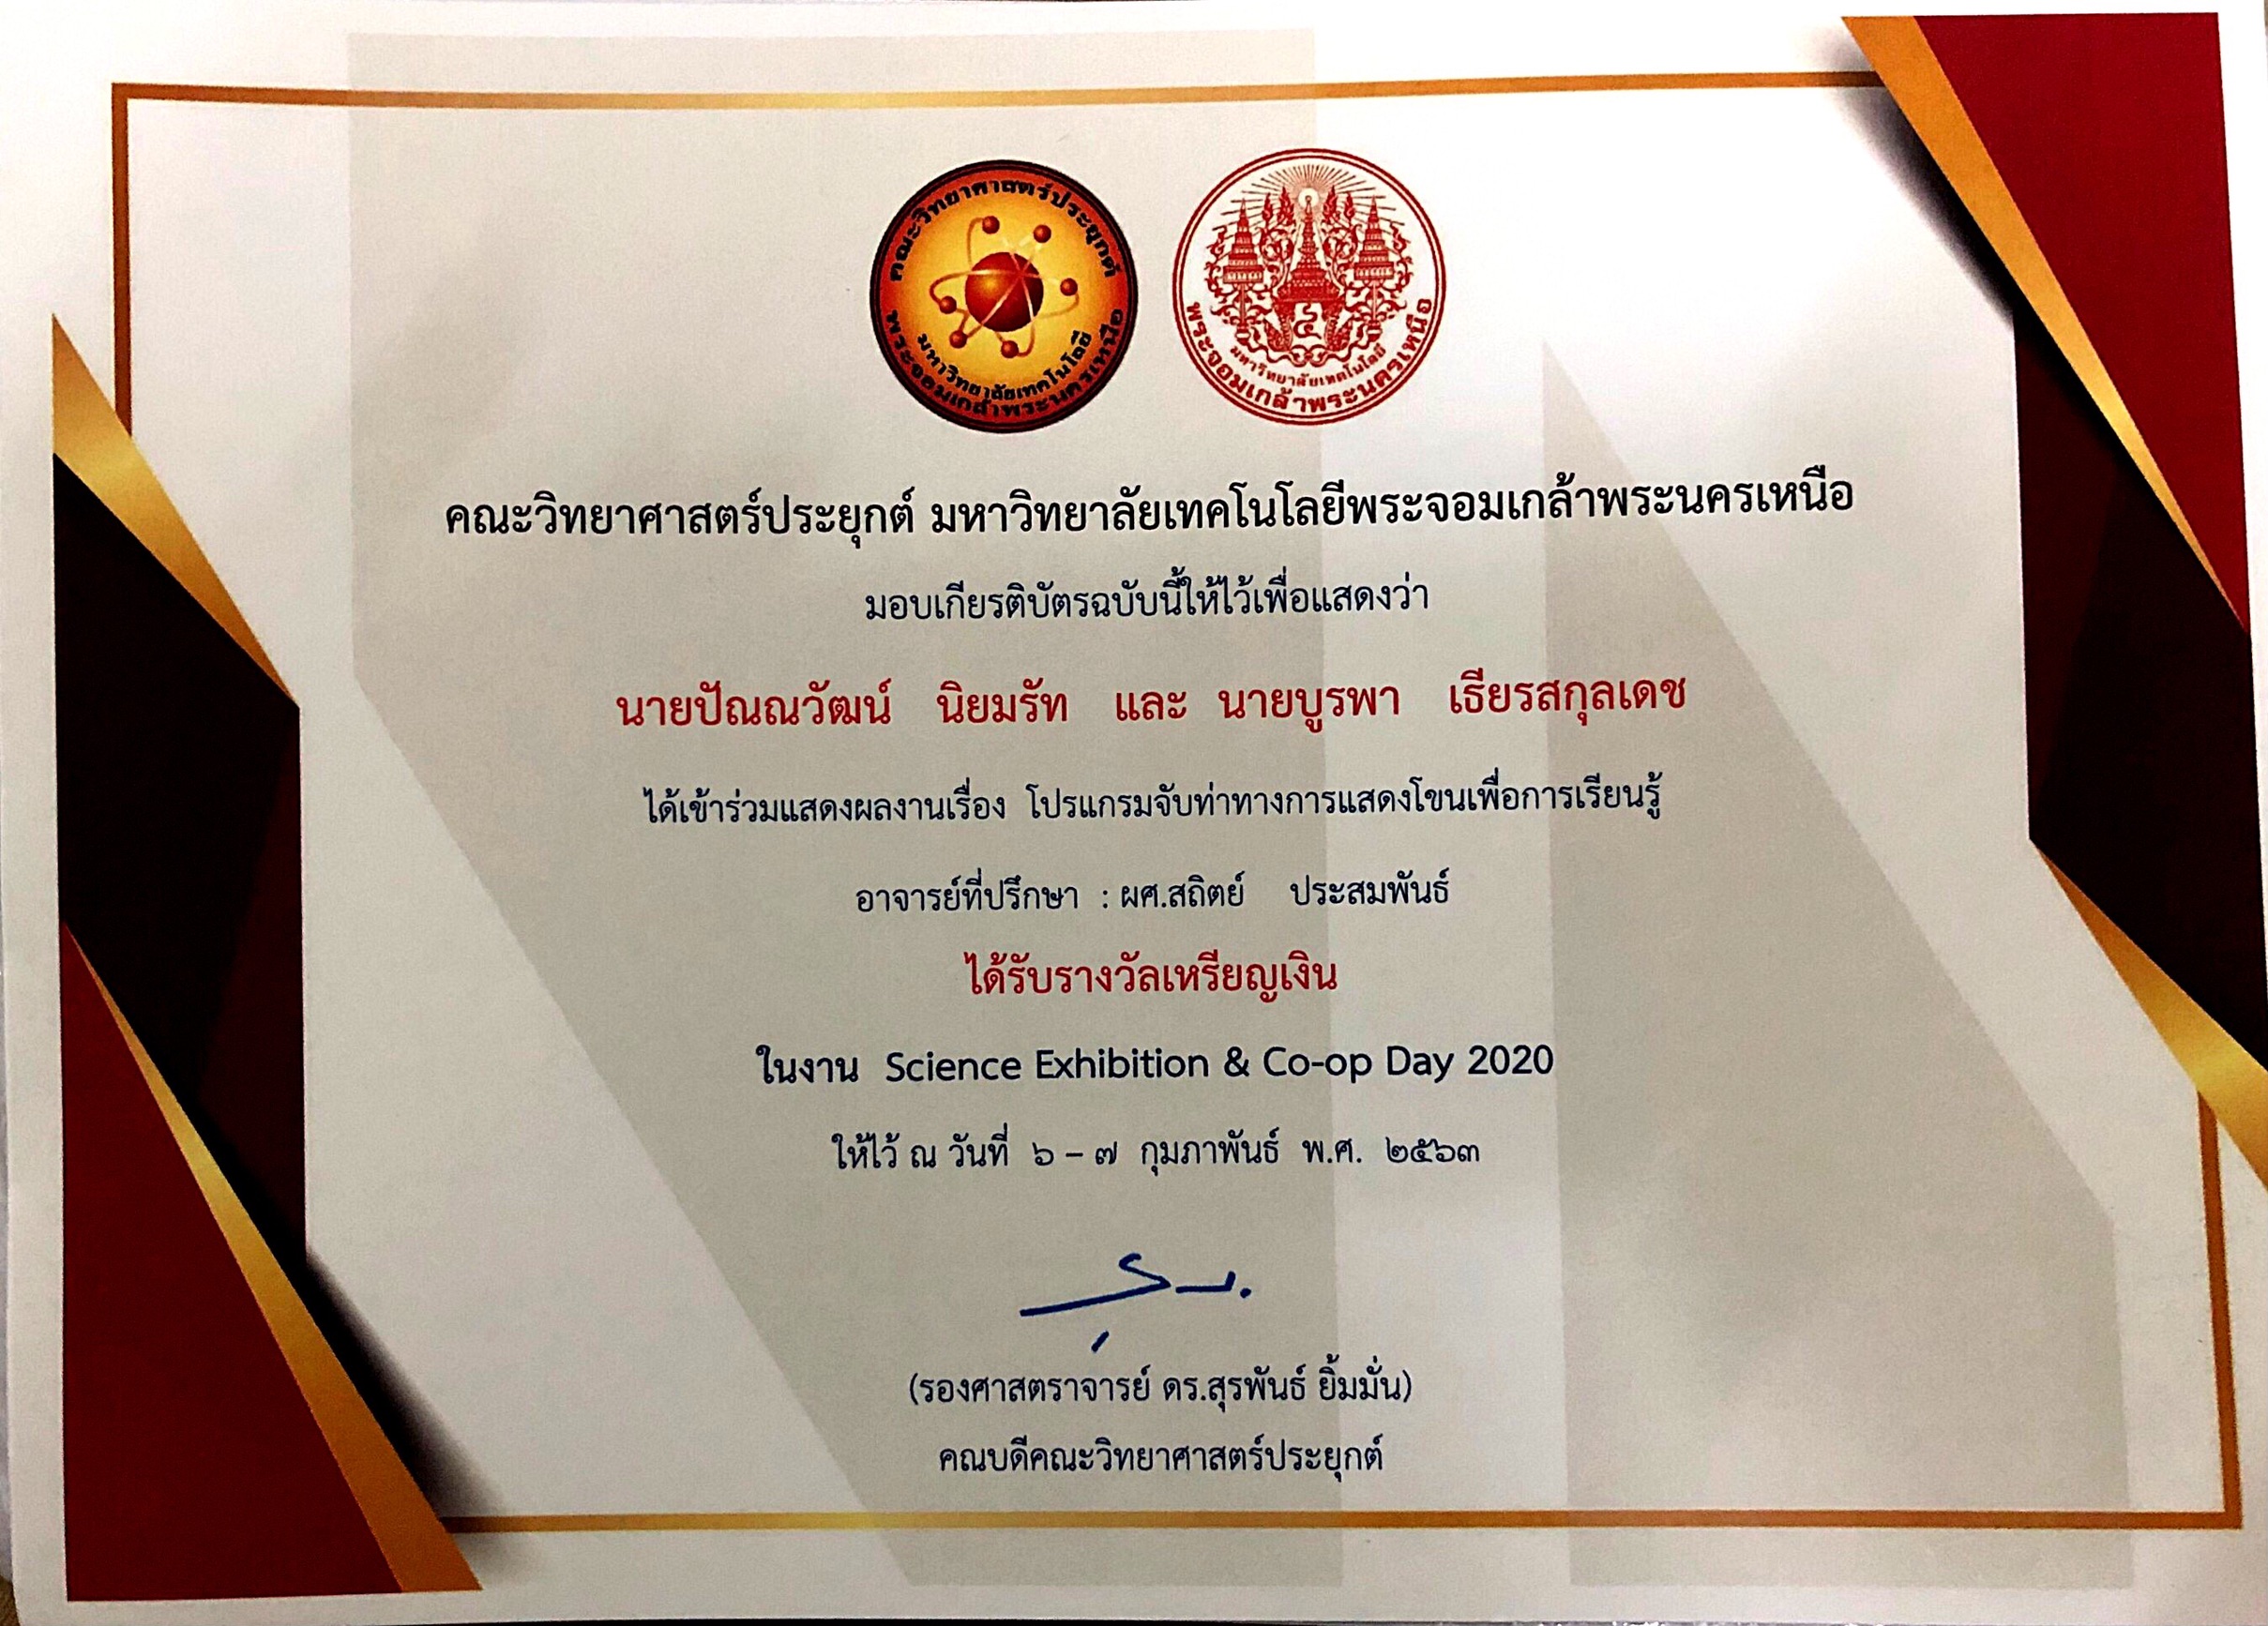 คณะวิทยาศาสตร์ประยุกต์
มหาวิทยาลัยเทคโนโลยี
พระจอมเกล้าพระนครเหนือ
มหาวิทยาลัยเทคโนโลยี
พระจอมเกล้าพระนครเหนือ
คณะวิทยาศาสตร์ประยุกต์ มหาวิทยาลัยเทคโนโลยีพระจอมเกล้าพระนครเหนือ
มอบเกียรติบัตรฉบับนี้ให้ไว้เพื่อแสดงว่า
นายปัณณวัฒน์ นิยมรัท และ นายบูรพา เธียรสกุลเดช
ได้เข้าร่วมแสดงผลงานเรื่อง โปรแกรมจับท่าทางการแสดงโขนเพื่อการเรียนรู้
อาจารย์ที่ปรึกษา : ผศ.สถิตย์ ประสมพันธ์
ได้รับรางวัลเหรียญเงิน
ในงาน Science Exhibition & Co-op Day 2020
ให้ไว้ ณ วันที่ ๖ – ๗ กุมภาพันธ์ พ.ศ. ๒๕๖๓
(รองศาสตราจารย์ ดร.สุรพันธ์ ยิ้มมั่น)
คณบดีคณะวิทยาศาสตร์ประยุกต์